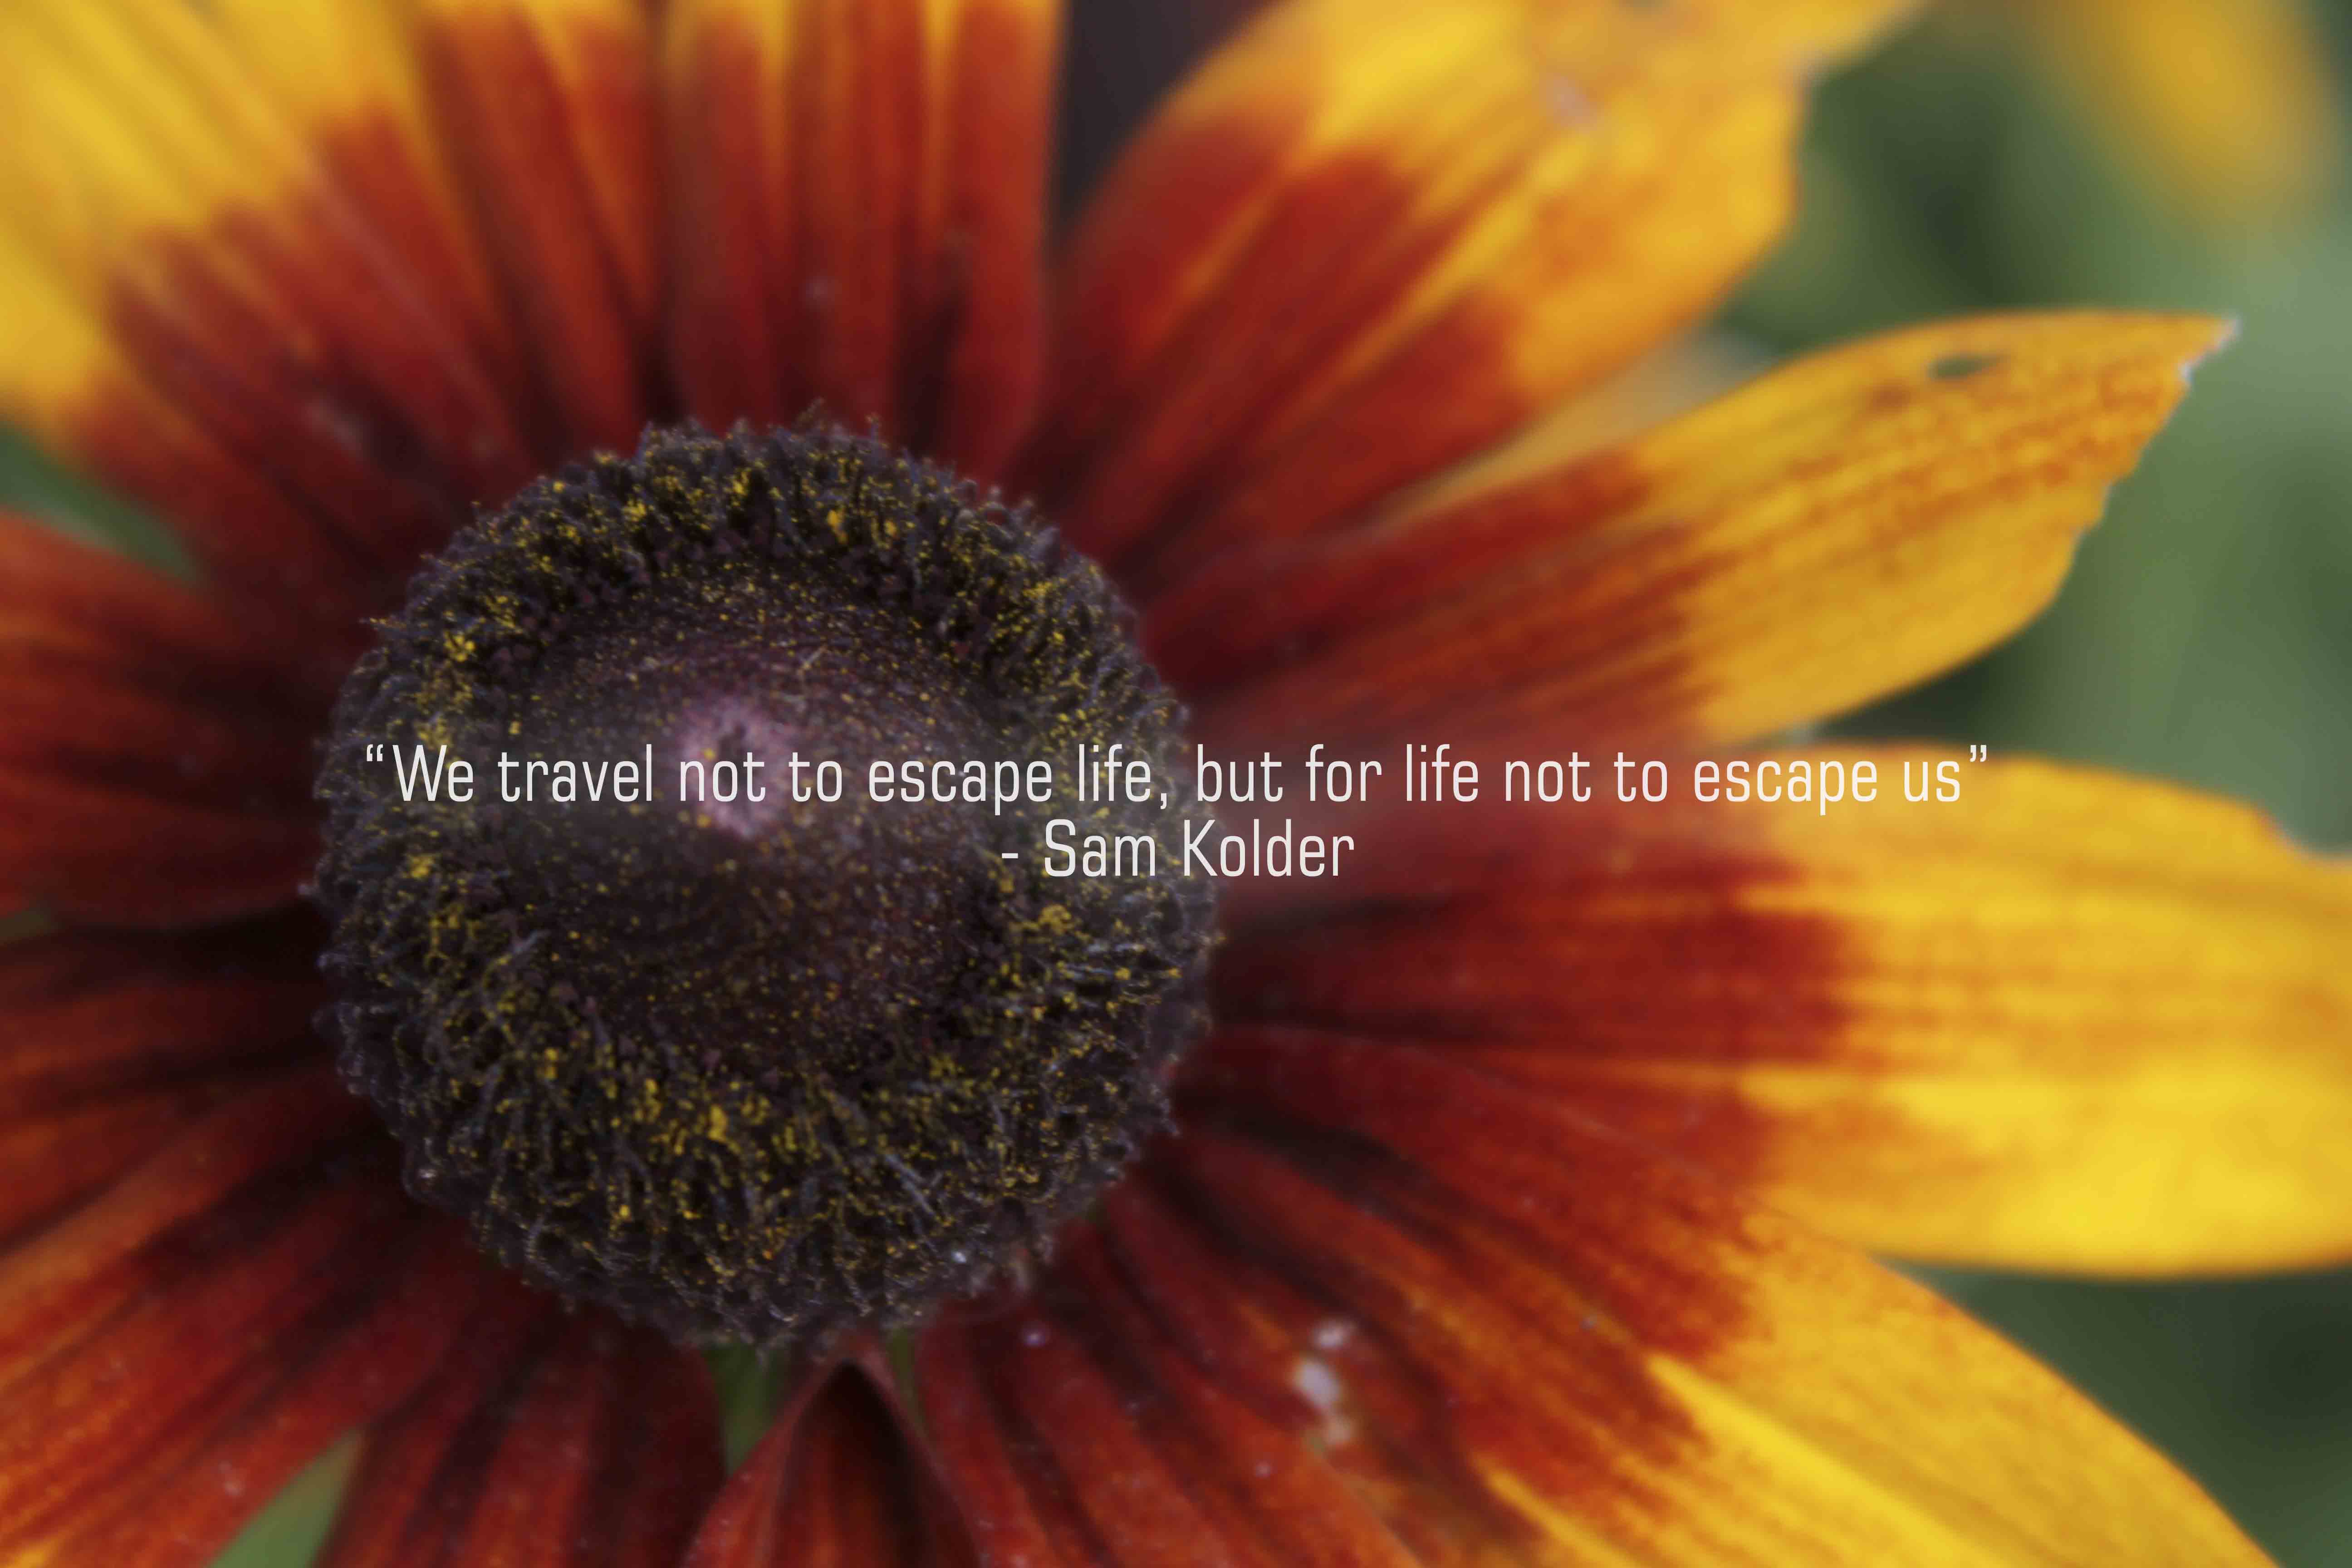 “We travel not to escape life, but for life not to escape us”
- Sam Kolder